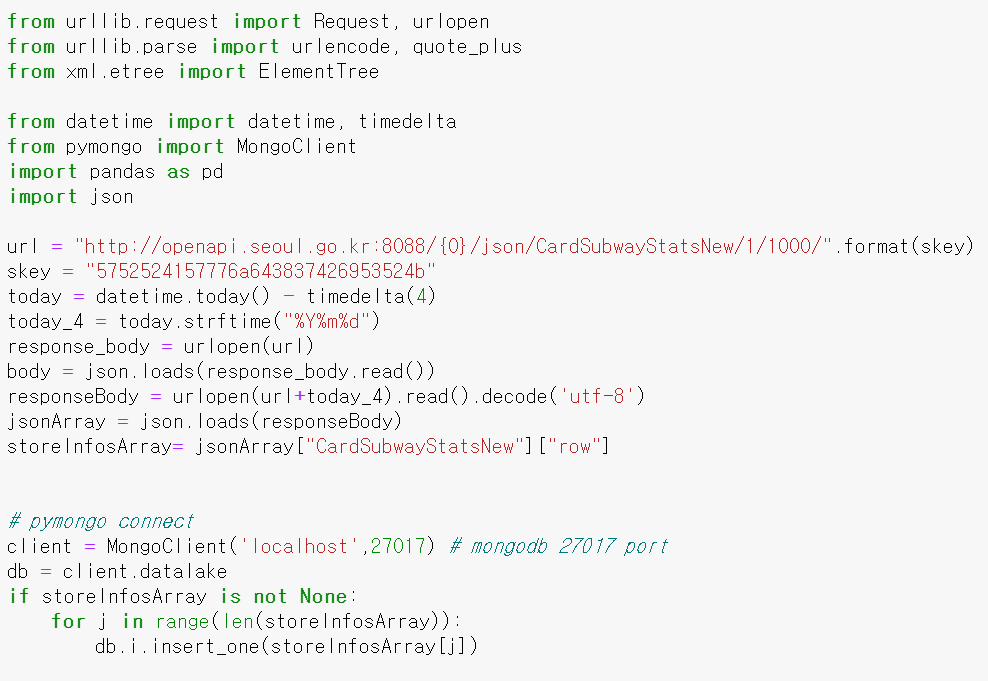 from urllib.request import Request, urlopen
from urllib.parse import urlencode, quote_plus
from xml.etree import ElementTree
from datetime import datetime, timedelta
from pymongo import MongoClient
import pandas as pd
import json
url = "http://openapi.seoul.go.kr:8088/{0}/json/CardSubwayStatsNew/1/1000/".format(skey)
skey = "5752524157776a643837426953524b"
today = datetime.today() - timedelta(4)
today_4 = today.strftime("%Y%m%d")
response_body = urlopen(url)
body = json.loads(response_body.read())
responseBody = urlopen(url+today_4).read().decode('utf-8')
jsonArray = json.loads(responseBody)
storeInfosArray= jsonArray["CardSubwayStatsNew"]["row"]
# pymongo connect
client = MongoClient('localhost',27017) # mongodb 27017 port
db = client.datalake
if storeInfosArray is not None:
    for j in range(len(storeInfosArray)):
        db.i.insert_one(storeInfosArray[j])